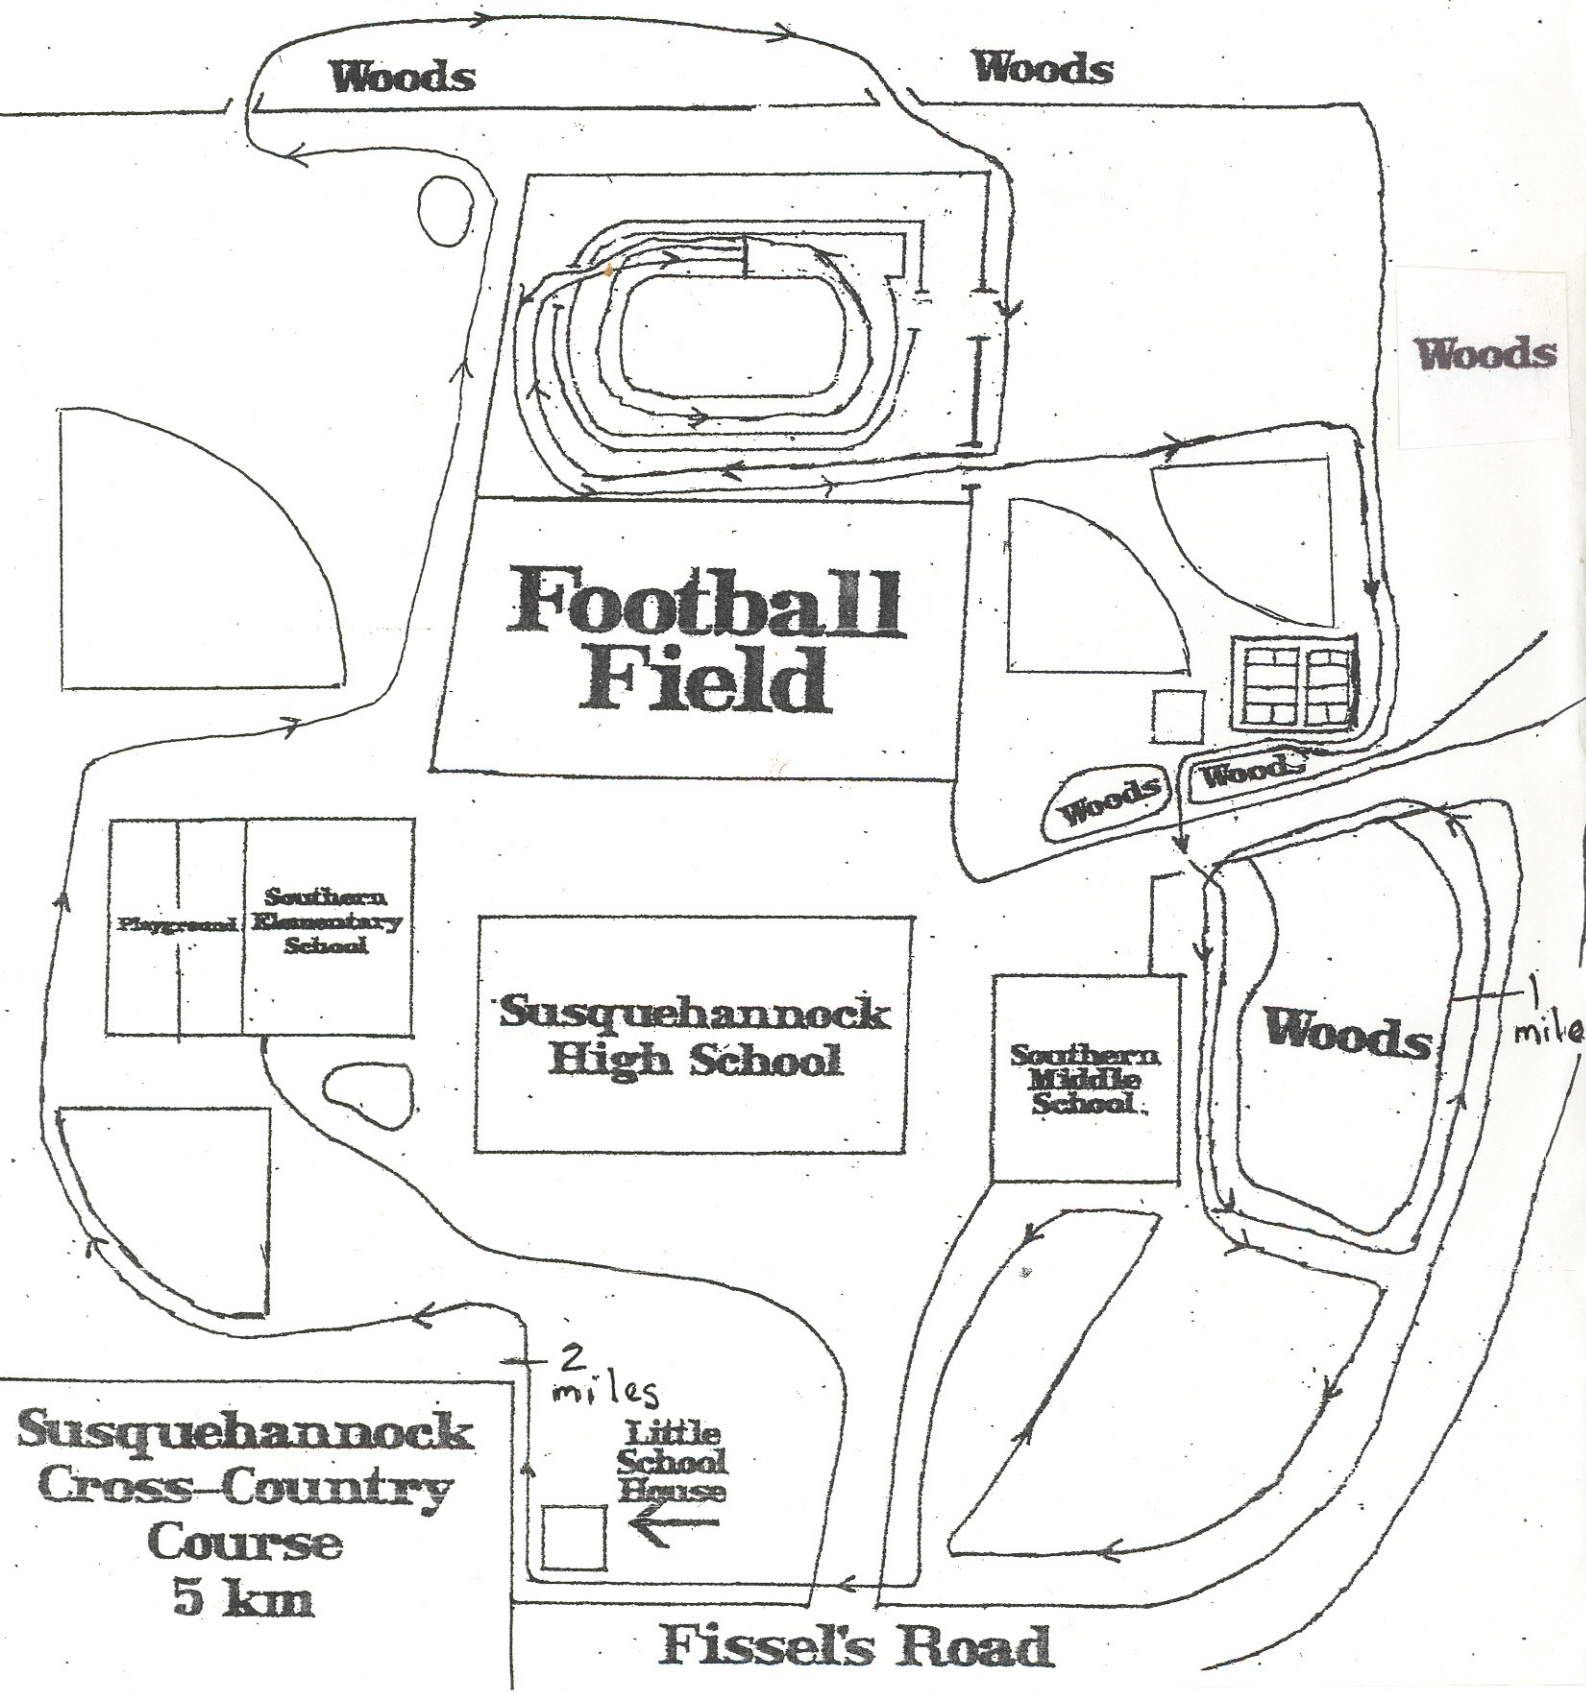 Woods
Woods
Woods
Football
Field
Woods
Woods
Playground
Southern
Elementary
School
Susquehannock
High School
Southern
Middle
School
Woods
1
mile
2
miles
Little
School
House
Susquehannock
Cross-Country
Course
5 km
Fissel's Road